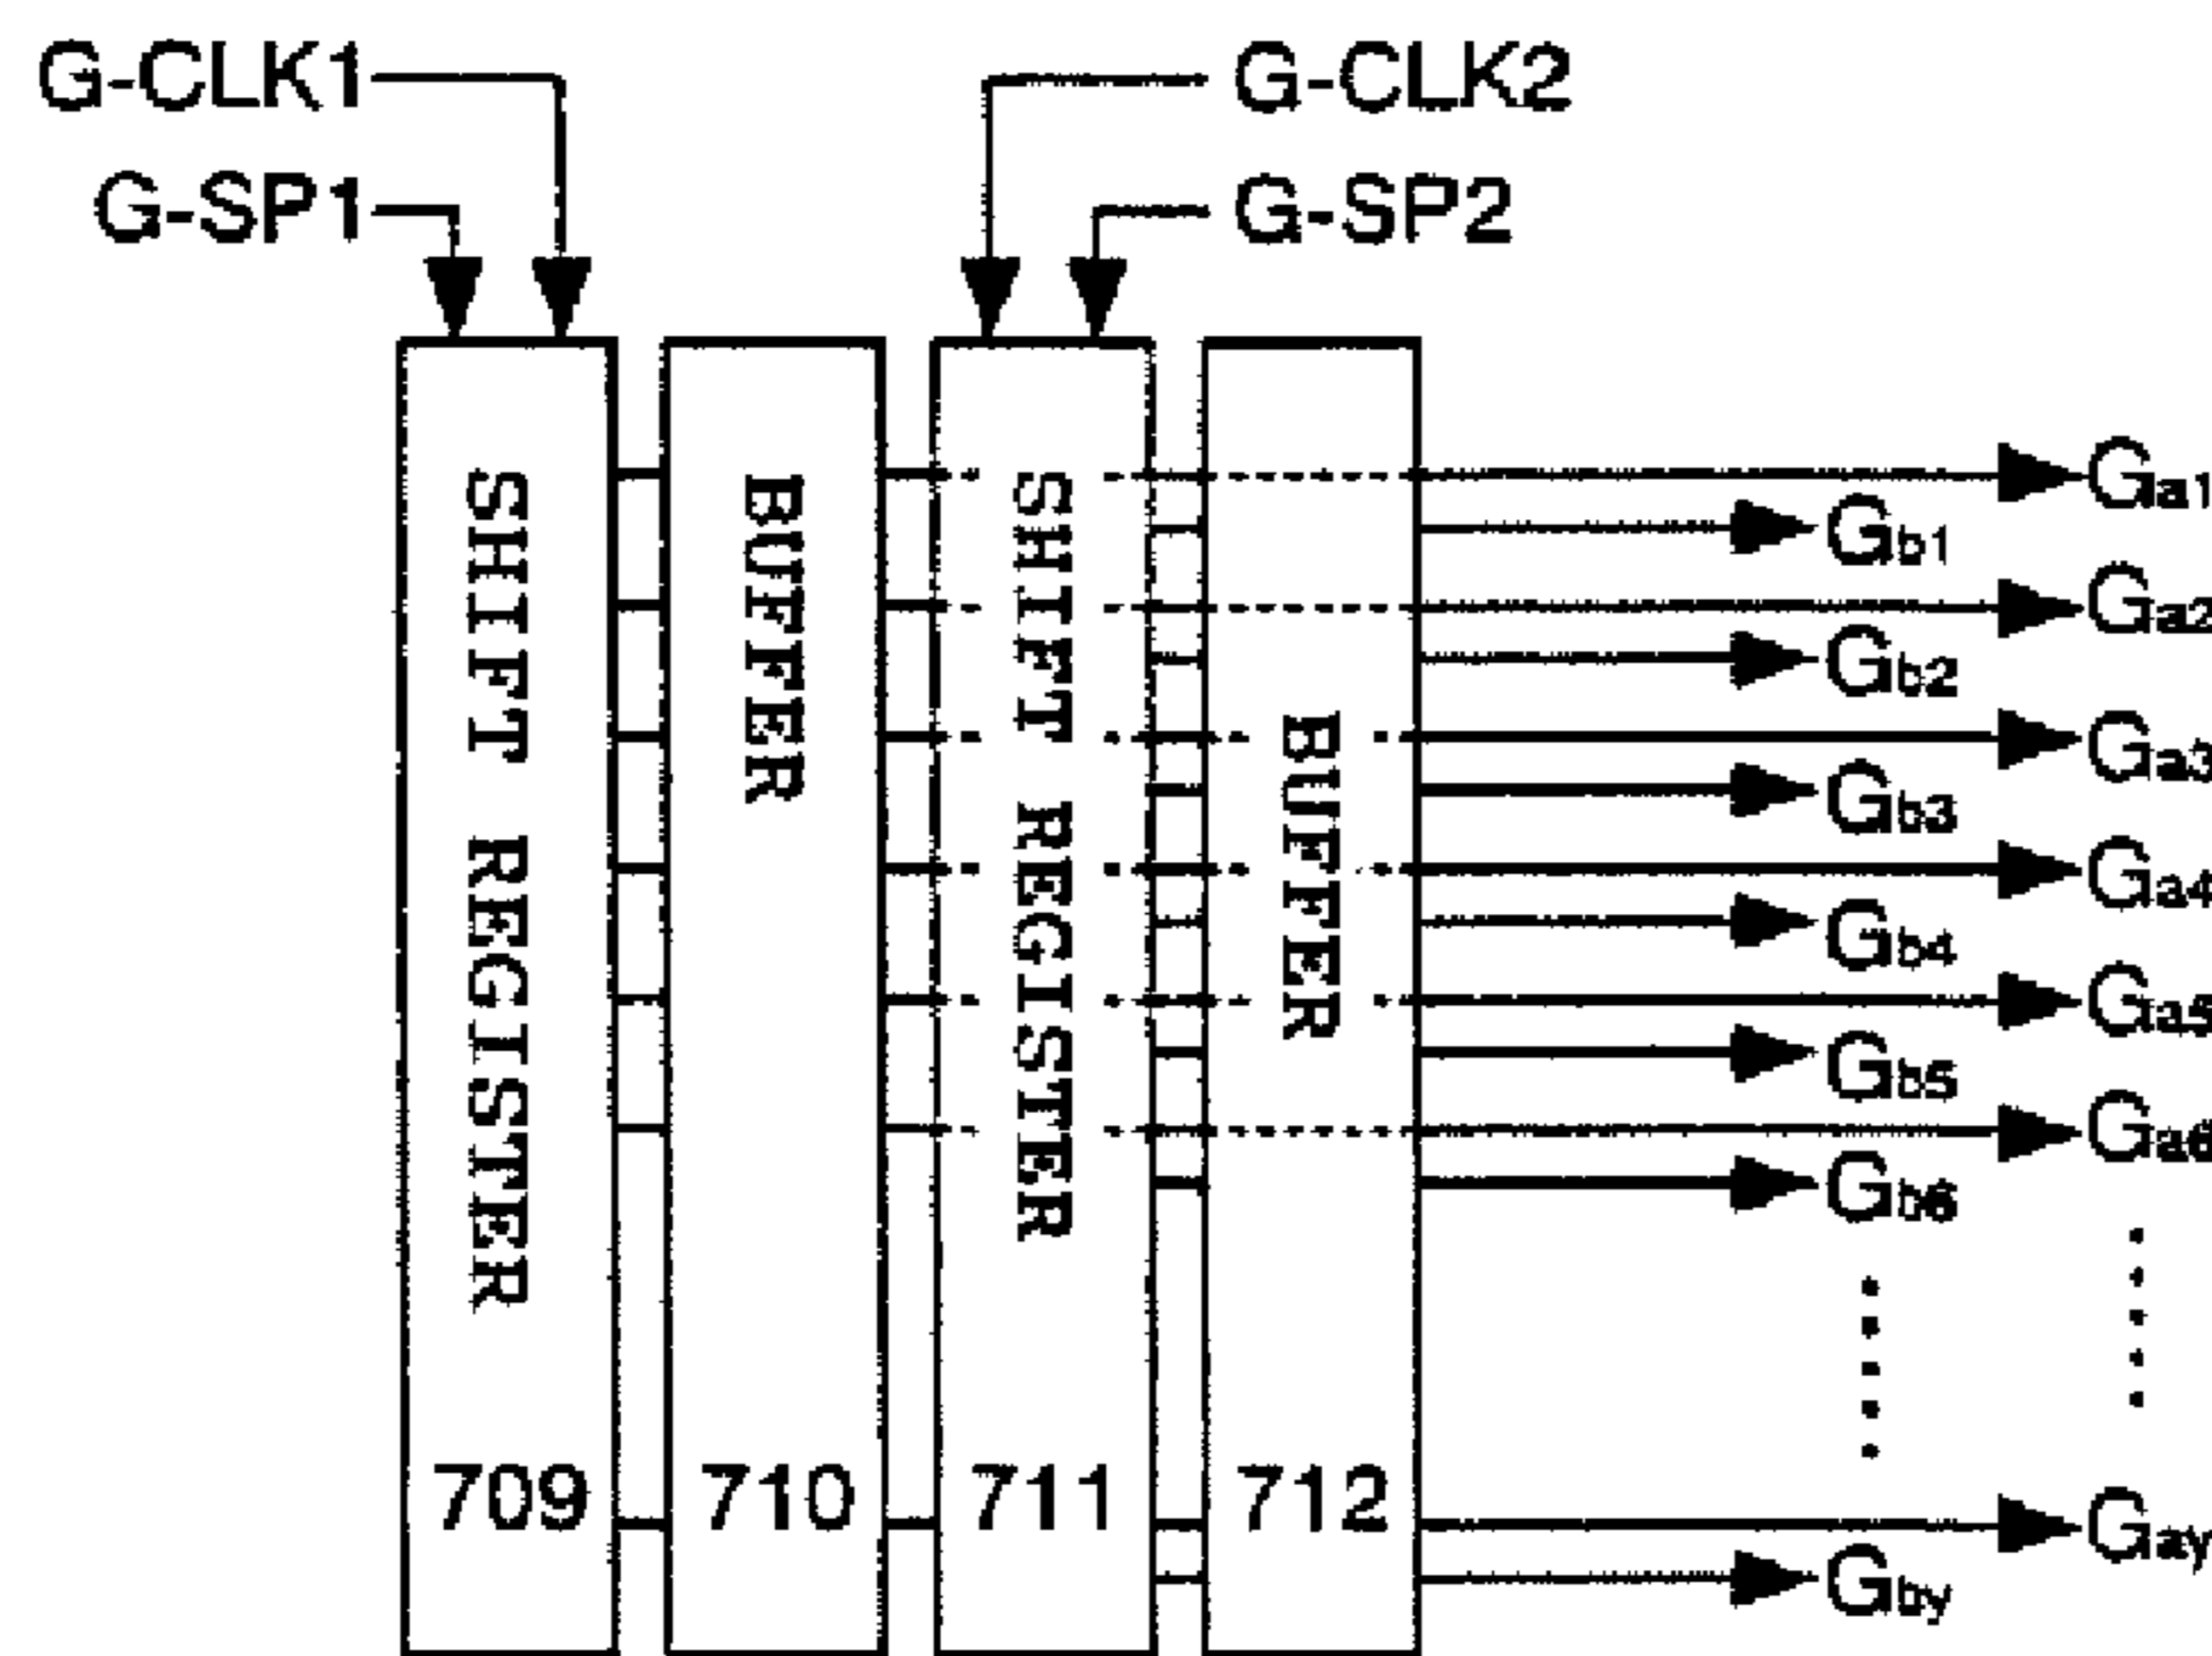 G-CLK1
G-CLK2
G-SP1
G-SP2
SHIFT REGISTER
BUFFER
SHIFT REGISTER
BUFFER
Ga1
Gb1
Ga2
Gb2
Ga3
Gb3
Ga4
Gb4
Ga5
Gb5
Ga6
Gb6
709
710
711
712
Gay
Gby